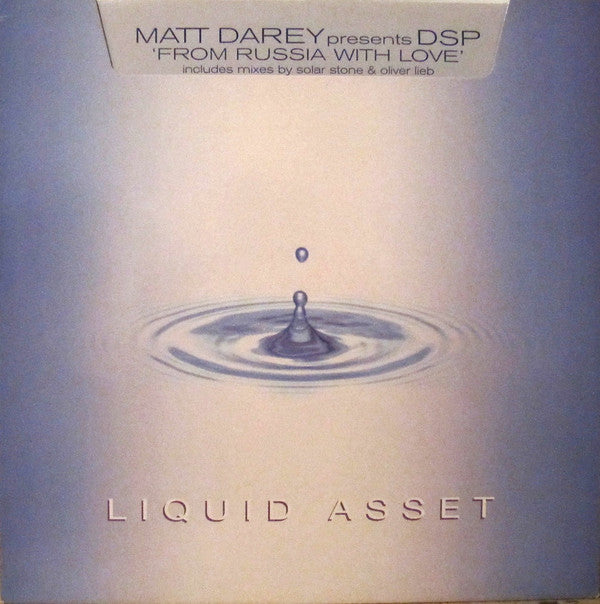 MATT DAREY presents DSP
'FROM RUSSIA WITH LOVE'
includes mixes by solar stone & oliver lieb
LIQUID ASSET